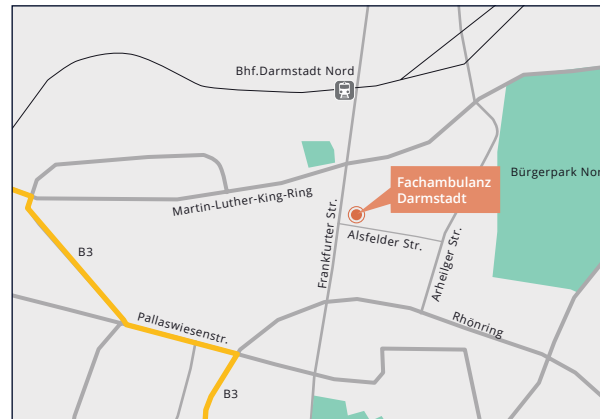 Bhf.Darmstadt Nord
Bürgerpark Nor
Fachambulanz
Darmstadt
Martin-Luther-King-Ring
Frankfurter Str.
Alsfelder Str.
Arheilger Str.
B3
Pallaswiesenstr.
Rhönring
B3